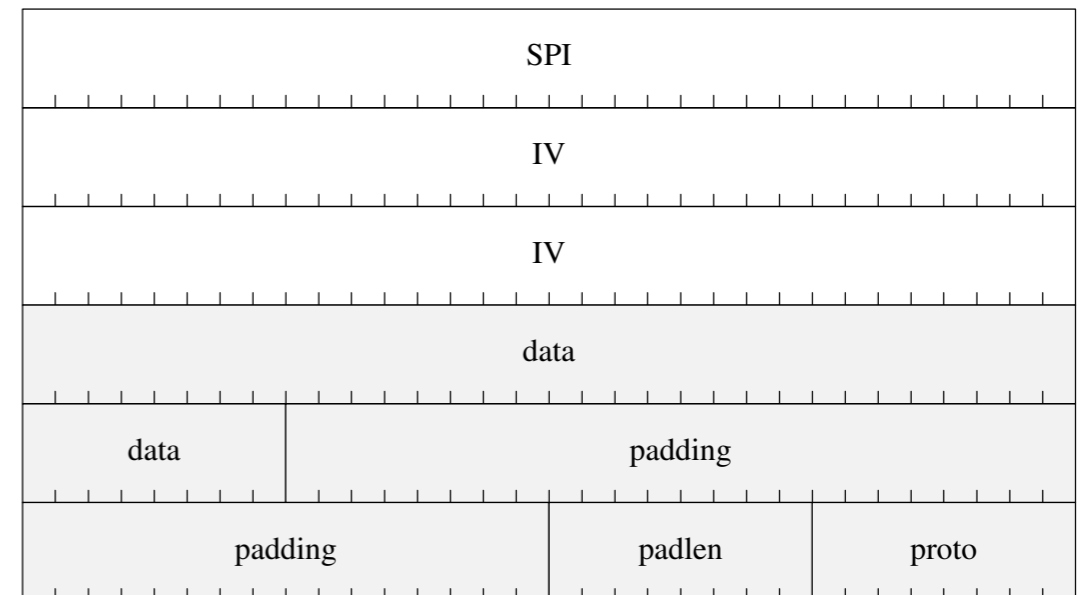 SPI
IV
IV
data
data padding
padding padlen proto